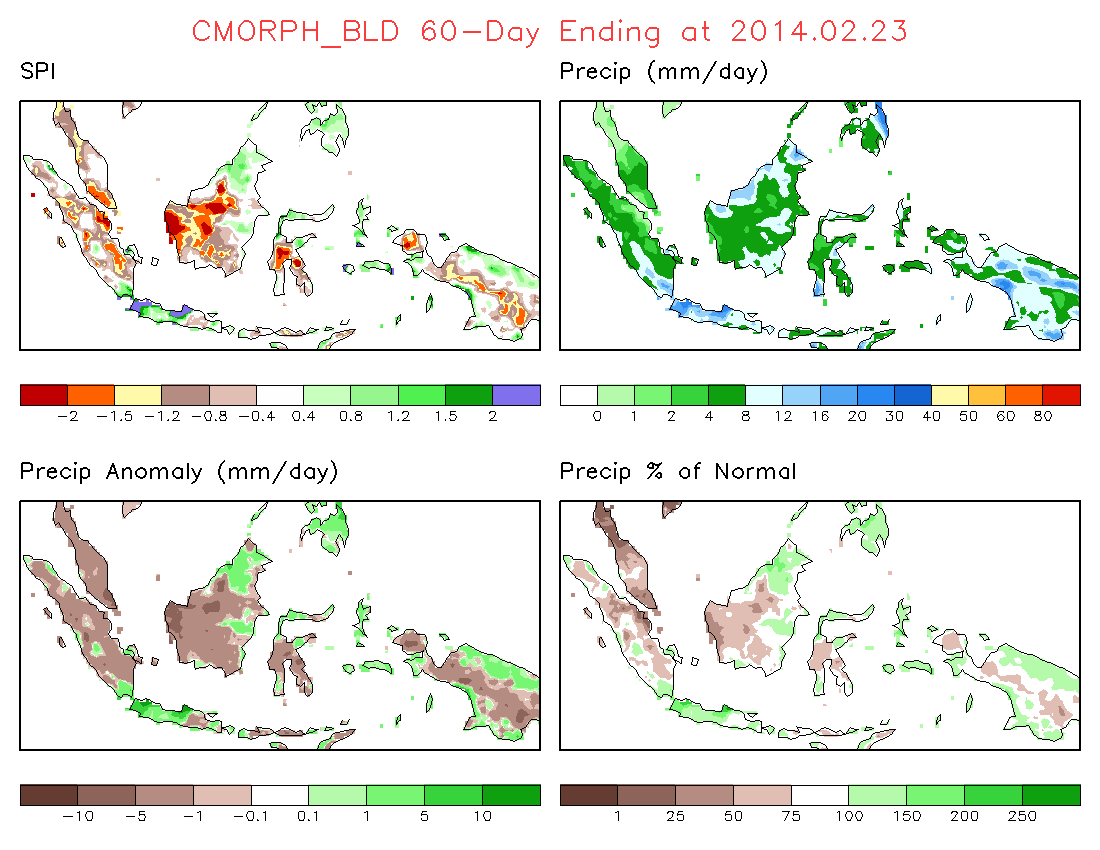 CMORPH_BLD 60-Day Ending at 2014.02.23
SPI
Precip (mm/day)
-2 -1.5 -1.2 -0.8 -0.4 0.4 0.8 1.2 1.5 2
0 1 2 4 8 12 16 20 30 40 50 60 80
Precip Anomaly (mm/day)
Precip % of Normal
-10 -5 -1 -0.1 0.1 1 5 10
1 25 50 75 100 150 200 250